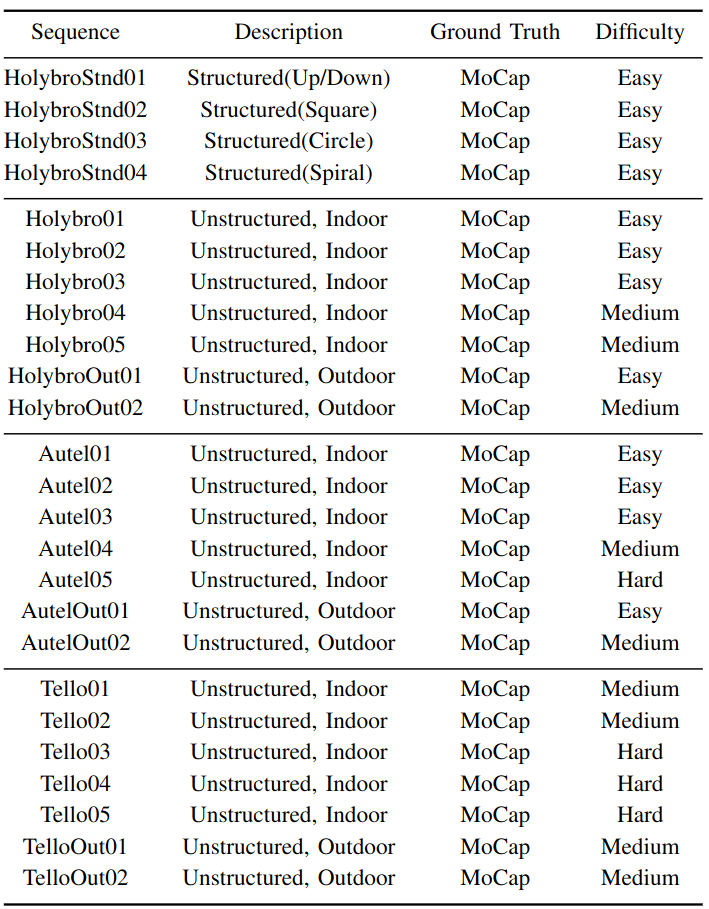 Sequence Description Ground Truth Difficulty
HolybroStnd01 Structured(Up/Down) MoCap Easy
HolybroStnd02 Structured(Square) MoCap Easy
HolybroStnd03 Structured(Circle) MoCap Easy
HolybroStnd04 Structured(Spiral) MoCap Easy
Holybro01 Unstructured, Indoor MoCap Easy
Holybro02 Unstructured, Indoor MoCap Easy
Holybro03 Unstructured, Indoor MoCap Easy
Holybro04 Unstructured, Indoor MoCap Medium
Holybro05 Unstructured, Indoor MoCap Medium
HolybroOut01 Unstructured, Outdoor MoCap Easy
HolybroOut02 Unstructured, Outdoor MoCap Medium
Autel01 Unstructured, Indoor MoCap Easy
Autel02 Unstructured, Indoor MoCap Easy
Autel03 Unstructured, Indoor MoCap Easy
Autel04 Unstructured, Indoor MoCap Medium
Autel05 Unstructured, Indoor MoCap Hard
AutelOut01 Unstructured, Outdoor MoCap Easy
AutelOut02 Unstructured, Outdoor MoCap Medium
Tello01 Unstructured, Indoor MoCap Medium
Tello02 Unstructured, Indoor MoCap Medium
Tello03 Unstructured, Indoor MoCap Hard
Tello04 Unstructured, Indoor MoCap Hard
Tello05 Unstructured, Indoor MoCap Hard
TelloOut01 Unstructured, Outdoor MoCap Medium
TelloOut02 Unstructured, Outdoor MoCap Medium